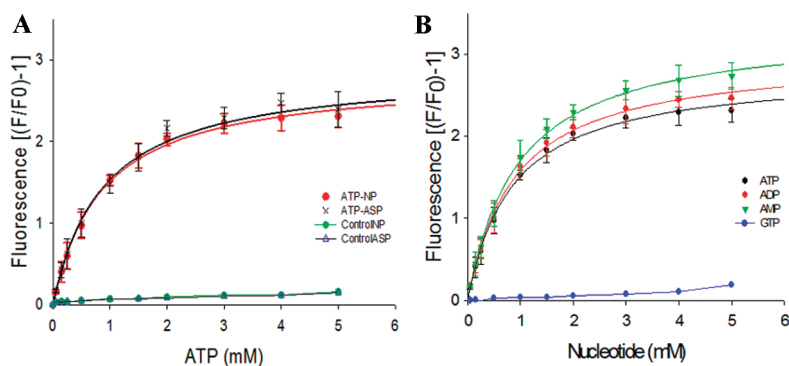 A
Fluorescence [(F/F0)-1]
3
2
1
0
0 1 2 3 4 5 6
ATP (mM)
ATP-NP
ATP-ASP
ControlNP
ControlASP
B
Fluorescence [(F/F0)-1]
3
2
1
0
0 1 2 3 4 5 6
Nucleotide (mM)
ATP
ADP
AMP
GTP